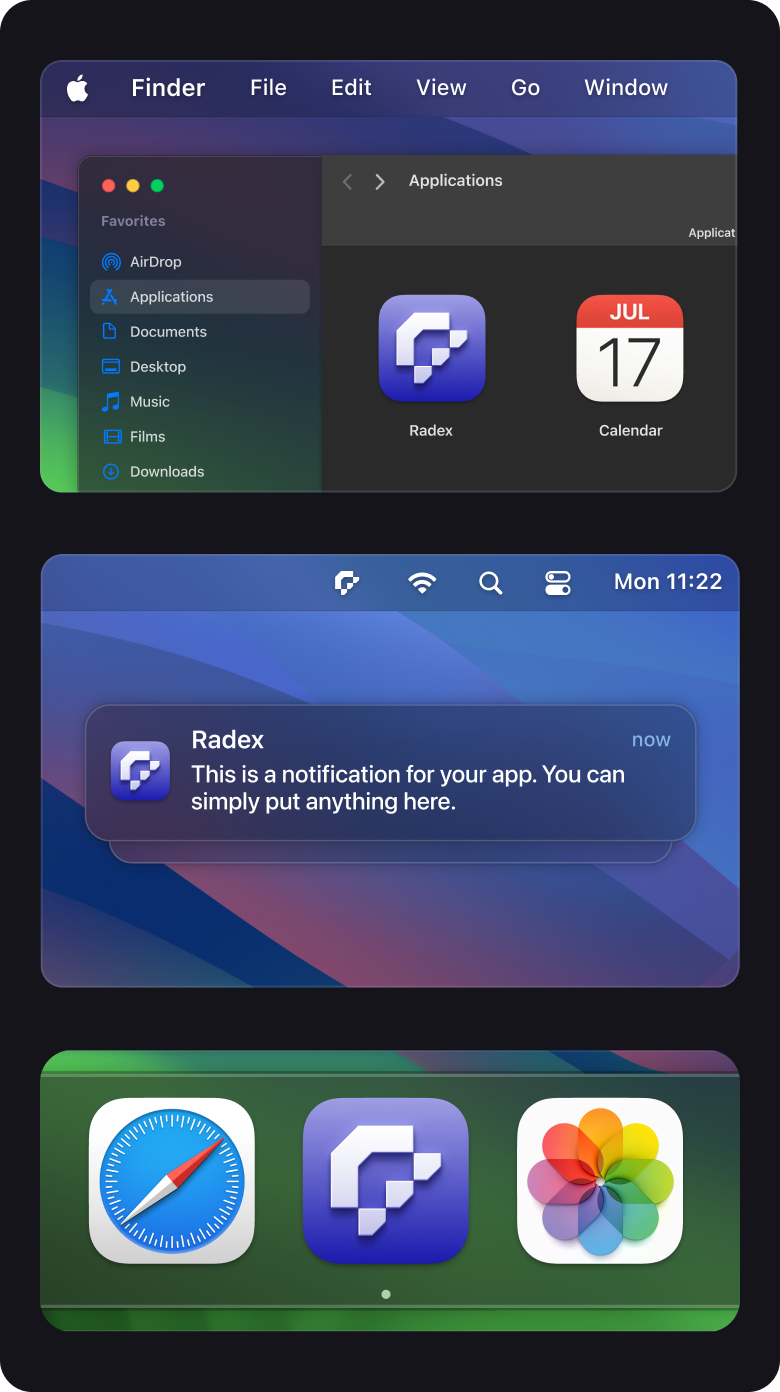 Finder File Edit View Go Window
Applications
Favorites
Applicat
AirDrop
Applications
Documents
Desktop
Music
Films
Downloads
JUL
17
Radex
Calendar
Mon 11:22
Radex
now
This is a notification for your app. You can
simply put anything here.